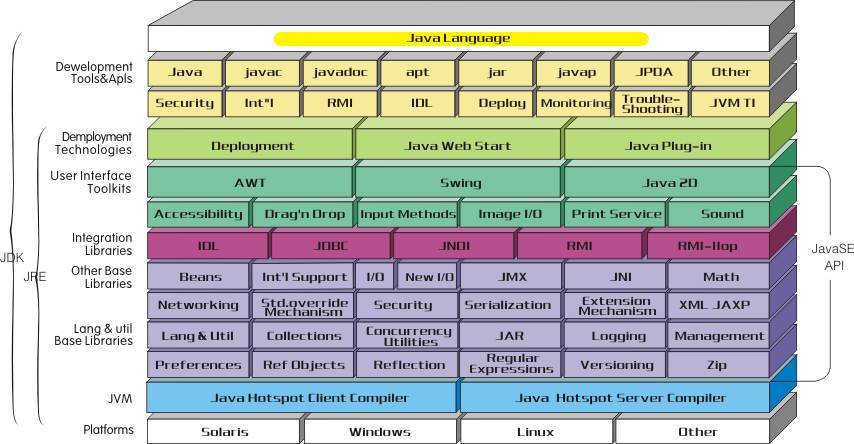 Java Language
Dewelopment
Tools&Apls
Java javac javadoc apt jar javap JPDA Other
Security Int"l RMI IDL Deploy Monitoring Trouble-
Shooting JVM TI
Demployment
Technologies
Deployment Java Web Start Java Plug-in
User Interface
Toolkits
AWT Swing Java 2D
Accessibility Drag'n Drop Input Methods Image I/O Print Service Sound
Integration
Libraries
IDL JDBC JNDI RMI RMI-IIop
Other Base
Libraries
Beans Int'l Support I/O New I/O JMX JNI Math
Networking Std.override
Mechanism Security Serialization Extension
Mechanism XML JAXP
Lang & util
Base Libraries
Lang & Util Collections Concurrency
Utilities JAR Logging Management
Preferences Ref Objects Reflection Regular
Expressions Versioning Zip
JVM
Java Hotspot Client Compiler Java Hotspot Server Compiler
Platforms
Solaris Windows Linux Other
JDK
JRE
JavaSE
API